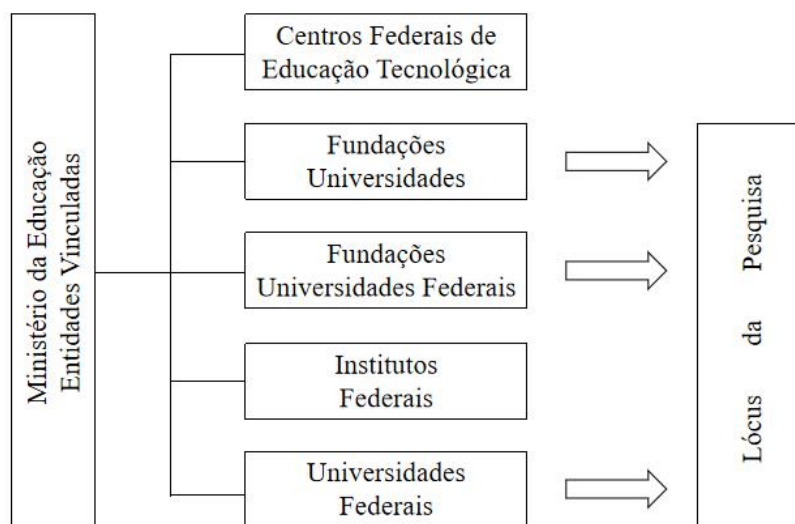 Ministério da Educação
Entidades Vinculadas
Centros Federais de
Educação Tecnológica
Fundações
Universidades
Fundações
Universidades Federais
Institutos
Federais
Universidades
Federais
Lócus da Pesquisa